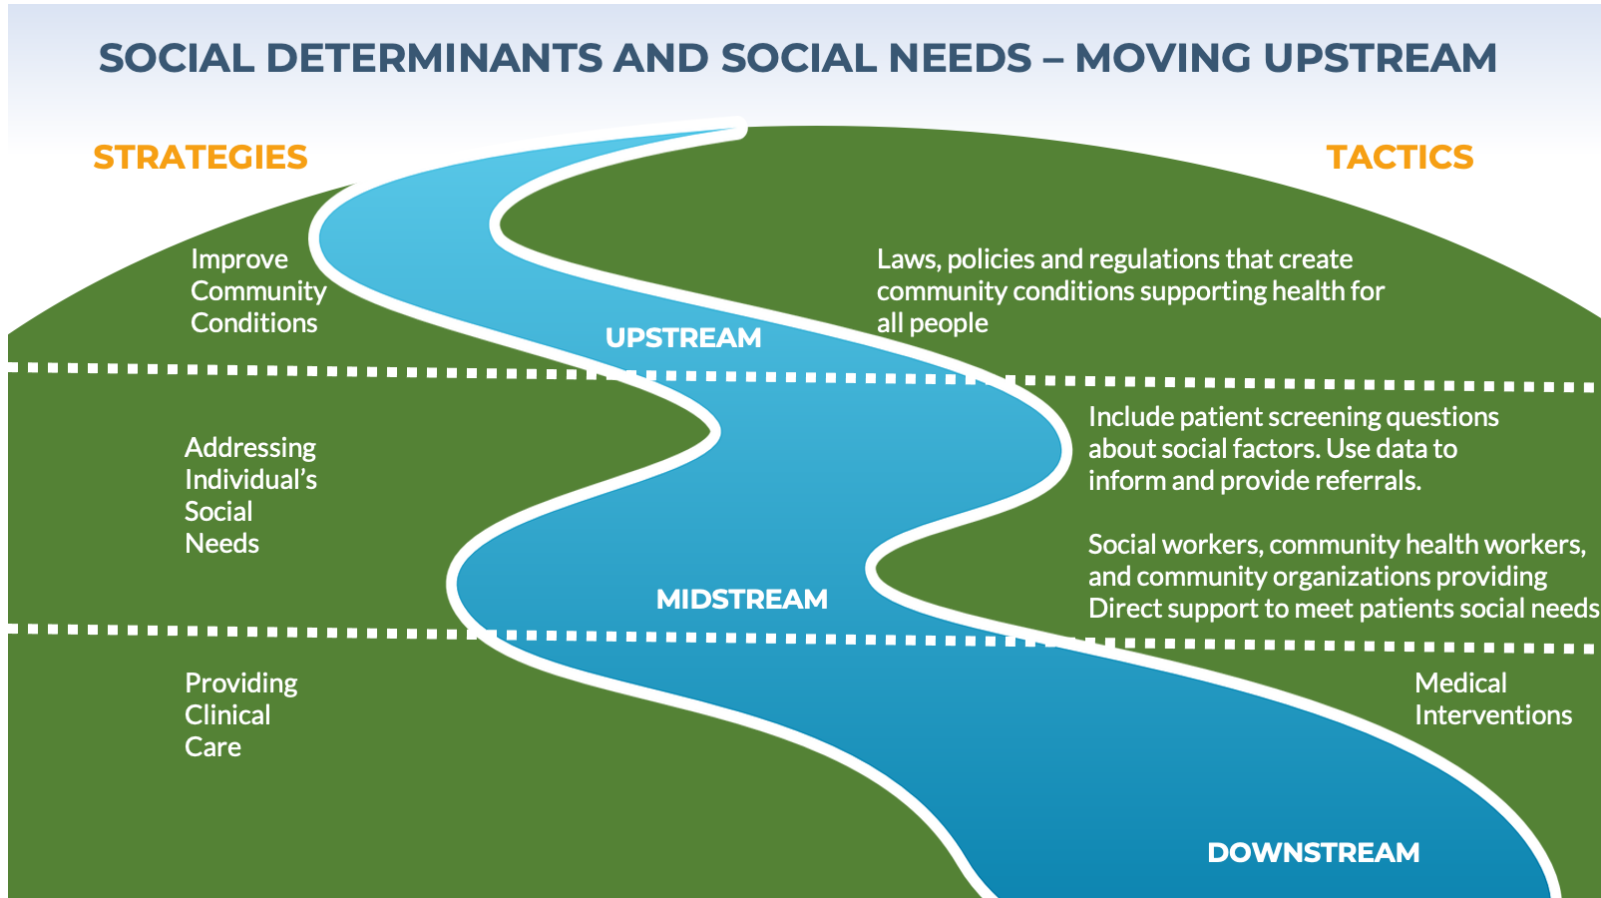 SOCIAL DETERMINANTS AND SOCIAL NEEDS – MOVING UPSTREAM
STRATEGIES
TACTICS
Improve
Community
Conditions
Laws, policies and regulations that create
community conditions supporting health for
all people
UPSTREAM
Addressing
Individual’s
Social
Needs
Include patient screening questions
about social factors. Use data to
inform and provide referrals.
Social workers, community health workers,
and community organizations providing
Direct support to meet patients social needs
MIDSTREAM
Providing
Clinical
Care
Medical
Interventions
DOWNSTREAM